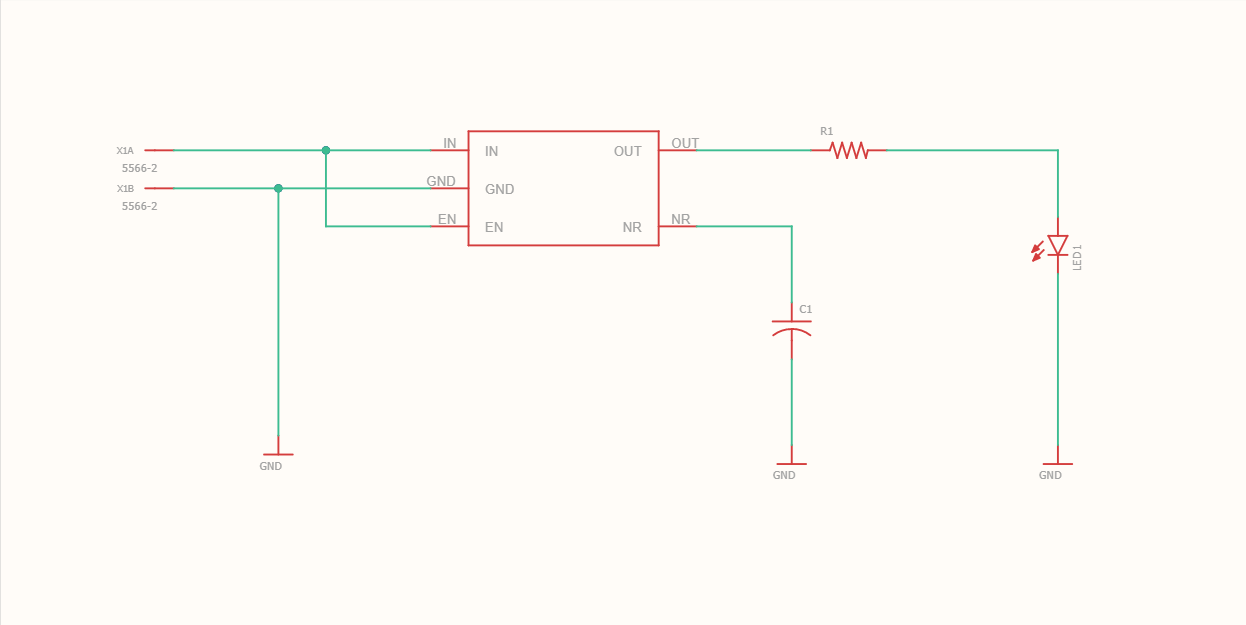 R1
IN
OUT
X1A
IN
OUT
5566-2
GND
X1B
GND
5566-2
EN
NR
EN
NR
LED1
C1
GND
GND
GND